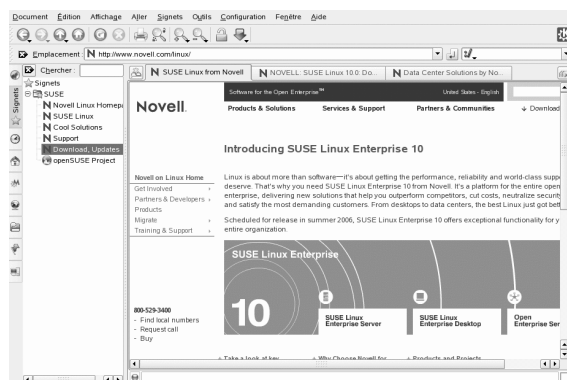 Document Édition Affichage Aller Signets Outils Configuration Fenêtre Aide
Emplacement : http://www.novell.com/linux/
Chercher :
SUSE Linux from Novell
NOVELL: SUSE Linux 10.0: Do...
Data Center Solutions by No...
Signets
Signets
SUSE
Novell Linux Homepa
SUSE Linux
Cool Solutions
Support
Download, Updates
openSUSE Project
Software for the Open Enterprise™
United States - English
Novell.
Products & Solutions
Services & Support
Partners & Communities
Download
Introducing SUSE Linux Enterprise 10
Novell on Linux Home
Get Involved
Partners & Developers
Products
Migrate
Training & Support
Linux is about more than software—it's about getting the performance, reliability and world-class suppo
deserve. That's why you need SUSE Linux Enterprise 10 from Novell. It's a platform for the entire open
enterprise, delivering new solutions that help you outperform competitors, cut costs, neutralize security
and satisfy the most demanding customers. From desktops to data centers, the best Linux just got bett
Scheduled for release in summer 2006, SUSE Linux Enterprise 10 offers exceptional functionality for y
entire organization.
SUSE Linux Enterprise
10
SUSE Linux
Enterprise Server
SUSE Linux
Enterprise Desktop
Open
Enterprise Ser
800-529-3400
- Find local numbers
- Request call
- Buy
Take a look at key
Why Choose Novell for
Products and Projects